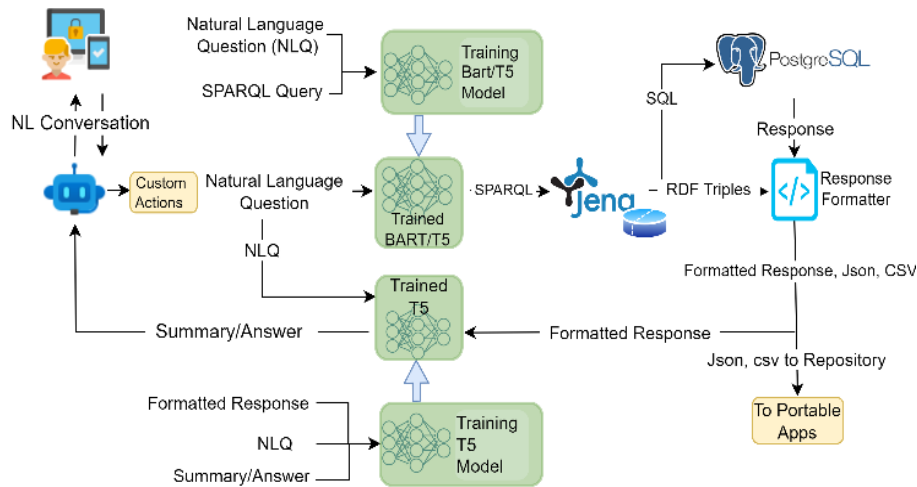 Natural Language
Question (NLQ)
SPARQL Query
Training
Bart/T5
Model
PostgreSQL
SQL
NL Conversation
Response
Custom
Actions
Natural Language
Question
Trained
BART/T5
SPARQL
Jena
RDF Triples
Response
Formatter
NLQ
Formatted Response, Json, CSV
Trained
T5
Summary/Answer
Formatted Response
Json, csv to Repository
Formatted Response
NLQ
Summary/Answer
Training
T5
Model
To Portable
Apps